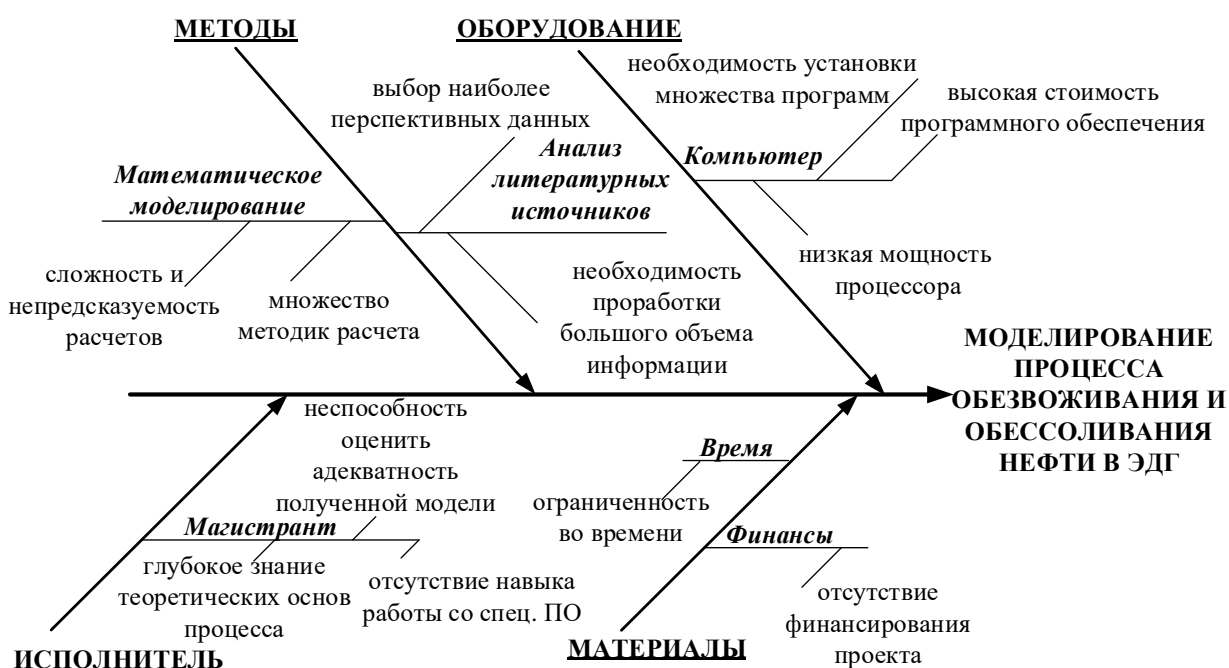 МЕТОДЫ
ОБОРУДОВАНИЕ
выбор наиболее
перспективных данных
необходимость установки
множества программ
высокая стоимость
программного обеспечения
Математическое
моделирование
Анализ
литературных
источников
Компьютер
сложность и
непредсказуемость
расчетов
множество
методик расчета
необходимость
проработки
большого объема
информации
низкая мощность
процессора
МОДЕЛИРОВАНИЕ
ПРОЦЕССА
ОБЕЗВОЖИВАНИЯ И
ОБЕССОЛИВАНИЯ
НЕФТИ В ЭДГ
неспособность
оценить
адекватность
полученной модели
Магистрант
глубокое знание
теоретических основ
процесса
отсутствие навыка
работы со спец. ПО
ИСПОЛНИТЕЛЬ
Время
ограниченность
во времени
Финансы
отсутствие
финансирования
проекта
МАТЕРИАЛЫ